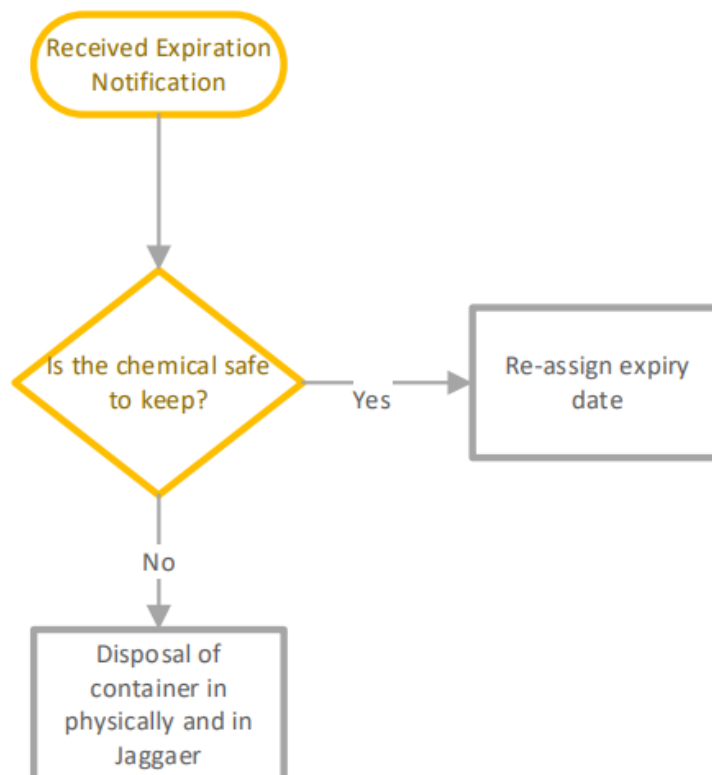 Received Expiration
Notification
Is the chemical safe
to keep?
Yes
Re-assign expiry
date
No
Disposal of
container in
physically and in
Jaggaer